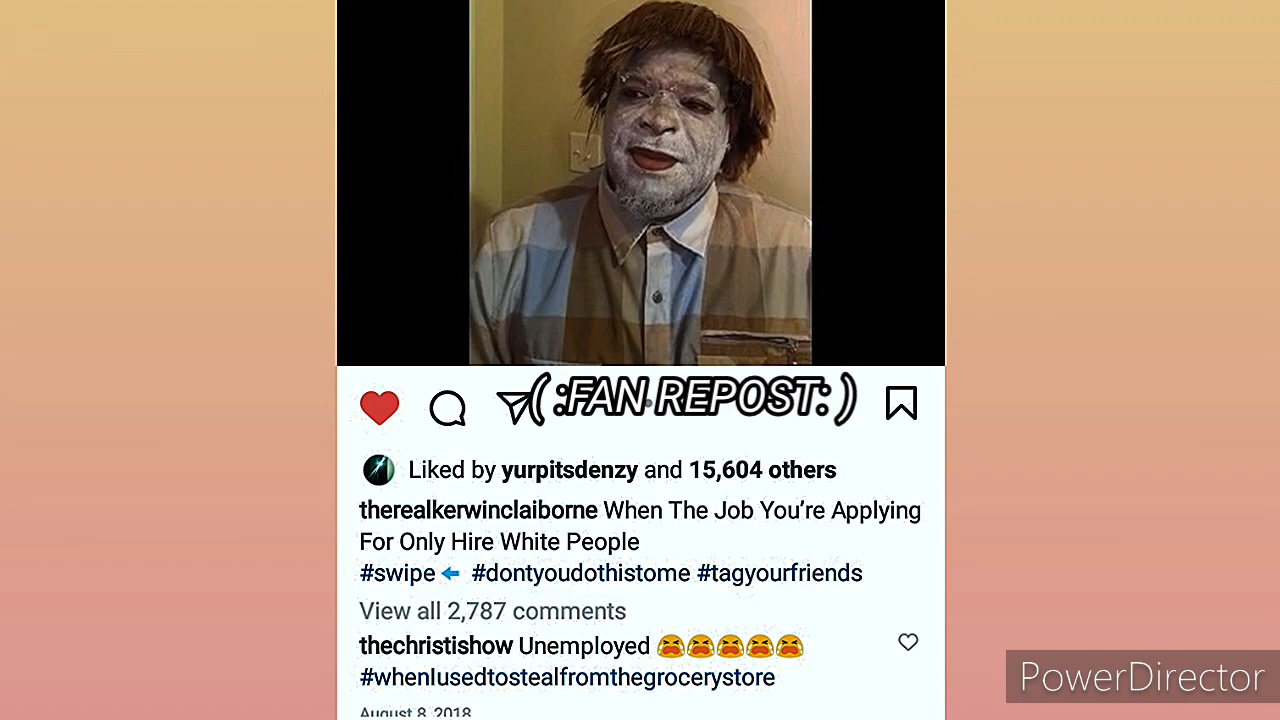 ( :FAN REPOST: )
Liked by yurpitsdenzy and 15,604 others
therealkerwinclaiborne When The Job You’re Applying
For Only Hire White People
#swipe⬅ #dontyoudothistome #tagyourfriends
View all 2,787 comments
thechristishow Unemployed 😫😫😫😫😫
#whenIusedtostealfromthegrocerystore
August 8, 2018
PowerDirector